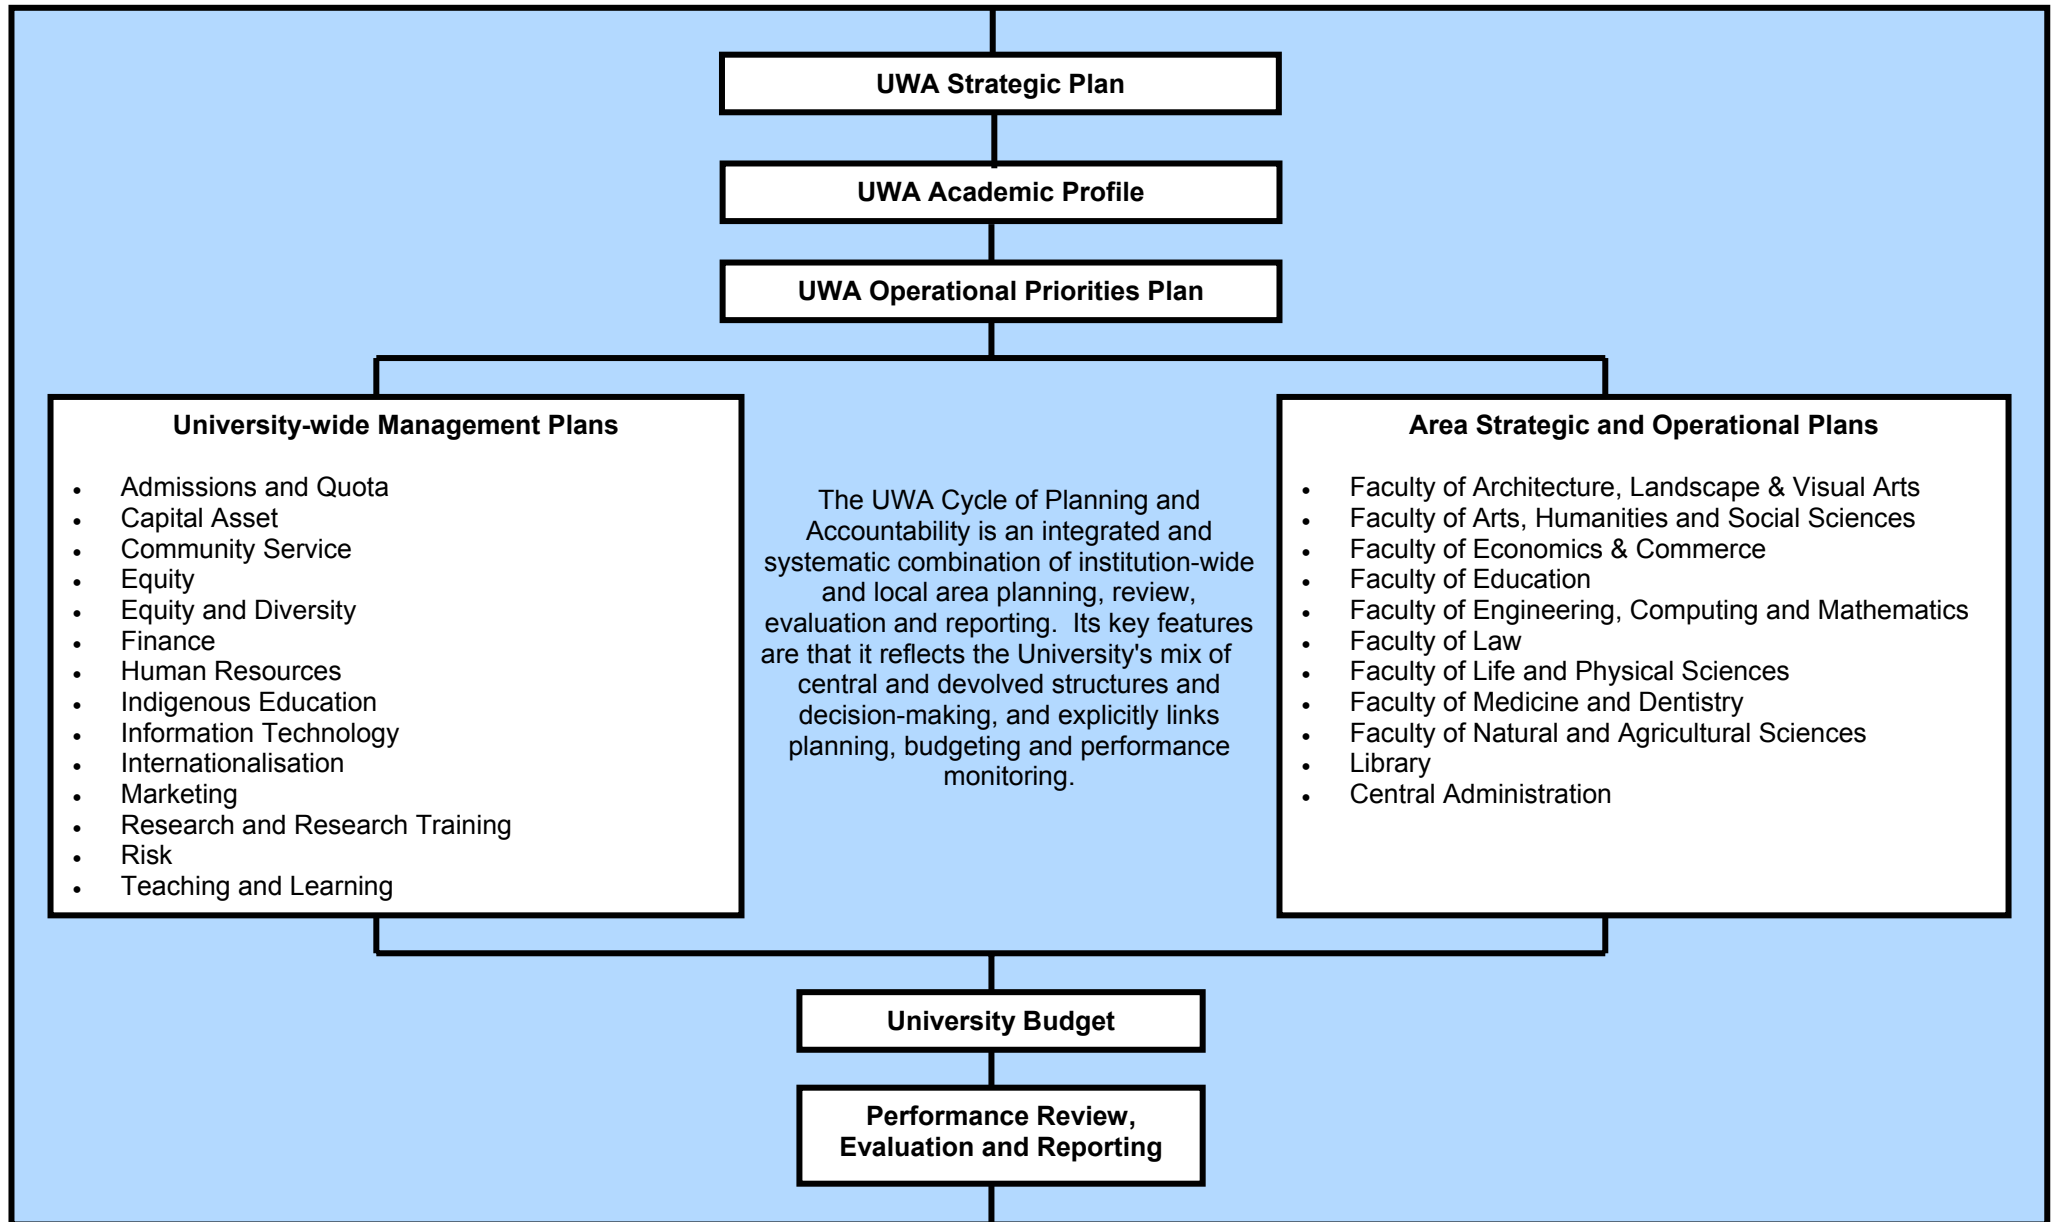 UWA Strategic Plan
UWA Academic Profile
UWA Operational Priorities Plan
University-wide Management Plans
• Admissions and Quota
• Capital Asset
• Community Service
• Equity
• Equity and Diversity
• Finance
• Human Resources
• Indigenous Education
• Information Technology
• Internationalisation
• Marketing
• Research and Research Training
• Risk
• Teaching and Learning
The UWA Cycle of Planning and
Accountability is an integrated and
systematic combination of institution-wide
and local area planning, review,
evaluation and reporting.  Its key features
are that it reflects the University's mix of
central and devolved structures and
decision-making, and explicitly links
planning, budgeting and performance
monitoring.
Area Strategic and Operational Plans
• Faculty of Architecture, Landscape & Visual Arts
• Faculty of Arts, Humanities and Social Sciences
• Faculty of Economics & Commerce
• Faculty of Education
• Faculty of Engineering, Computing and Mathematics
• Faculty of Law
• Faculty of Life and Physical Sciences
• Faculty of Medicine and Dentistry
• Faculty of Natural and Agricultural Sciences
• Library
• Central Administration
University Budget
Performance Review,
Evaluation and Reporting